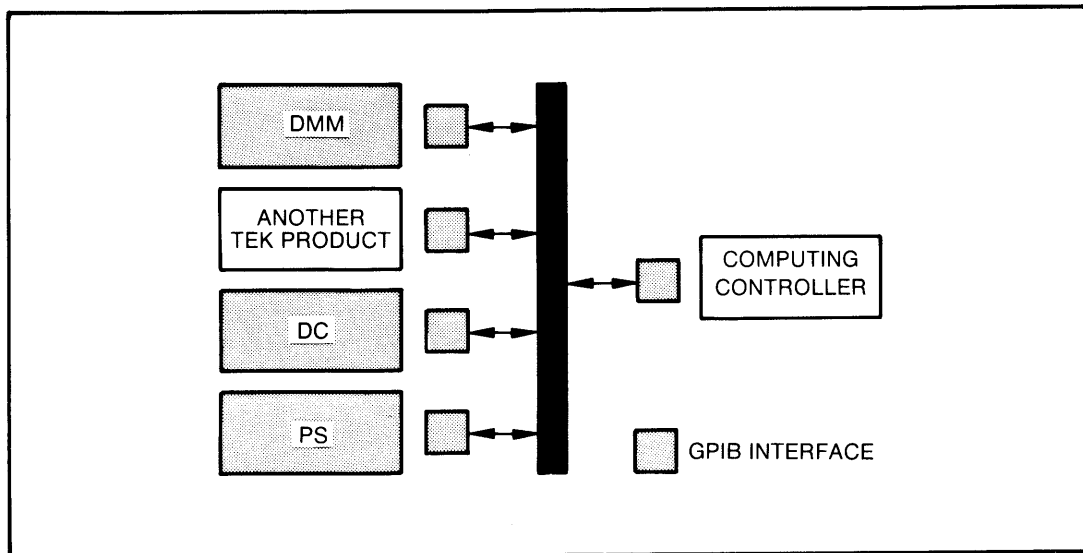 DMM
ANOTHER
TEK PRODUCT
DC
PS
COMPUTING
CONTROLLER
GPIB INTERFACE